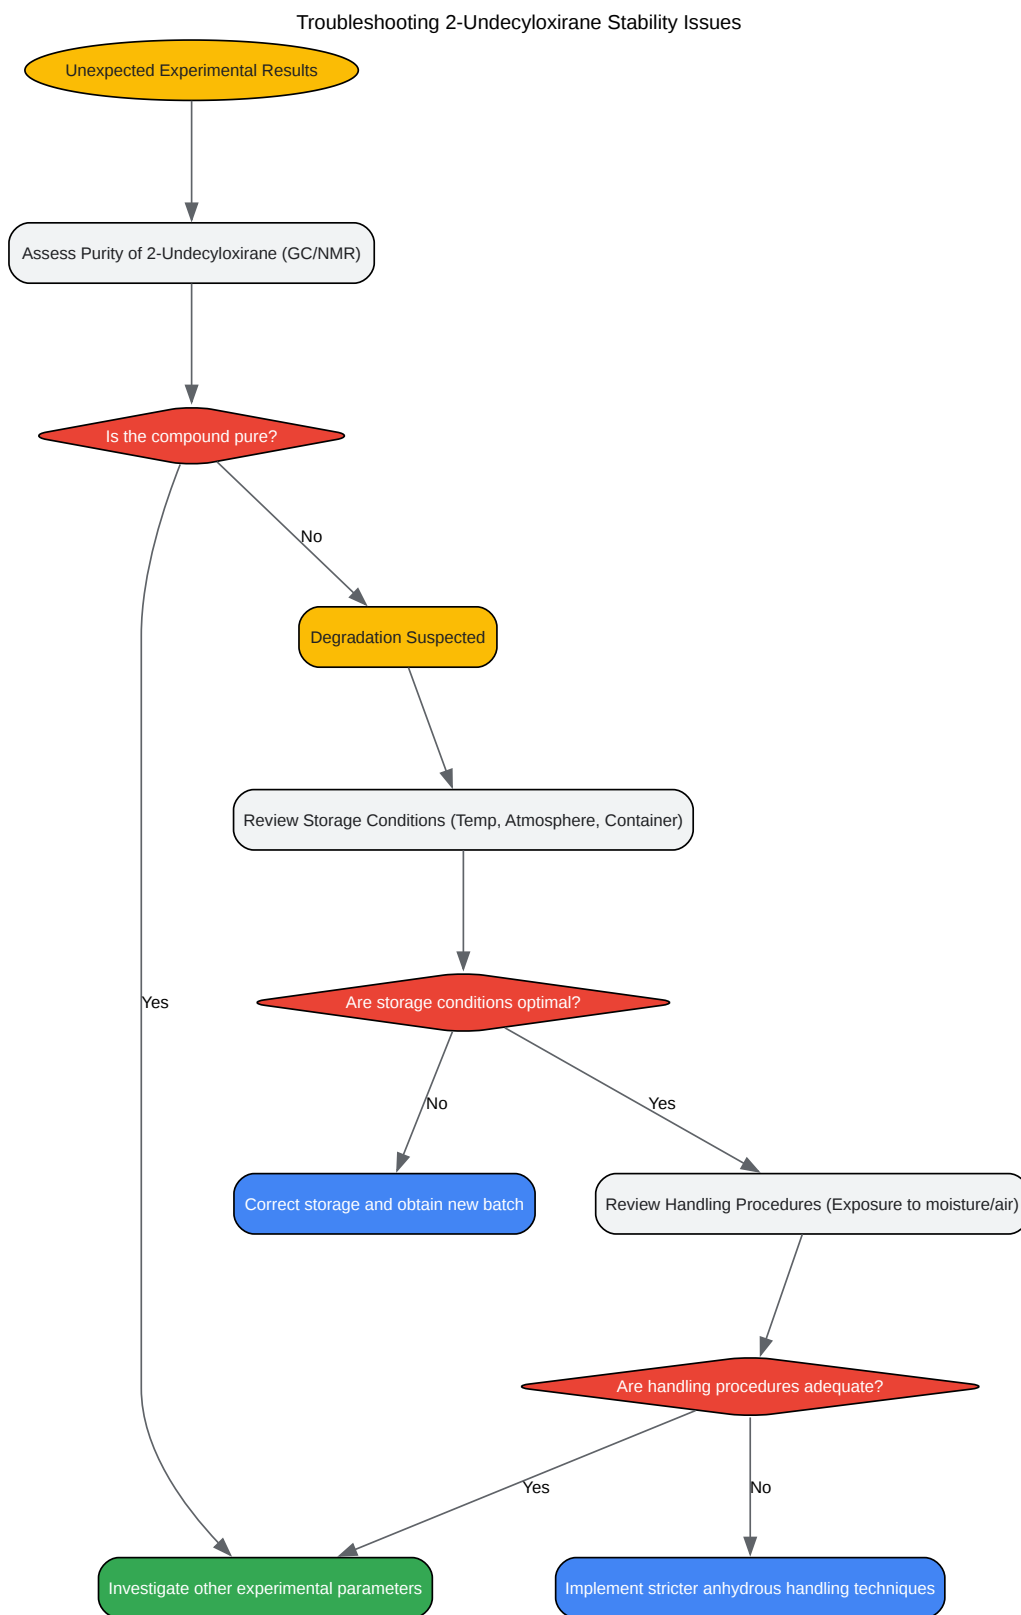 Troubleshooting 2-Undecyloxirane Stability Issues
Unexpected Experimental Results
Assess Purity of 2-Undecyloxirane (GC/NMR)
Is the compound pure?
No
Degradation Suspected
Review Storage Conditions (Temp, Atmosphere, Container)
Yes
Are storage conditions optimal?
No
Yes
Correct storage and obtain new batch
Review Handling Procedures (Exposure to moisture/air)
Are handling procedures adequate?
Yes
No
Investigate other experimental parameters
Implement stricter anhydrous handling techniques